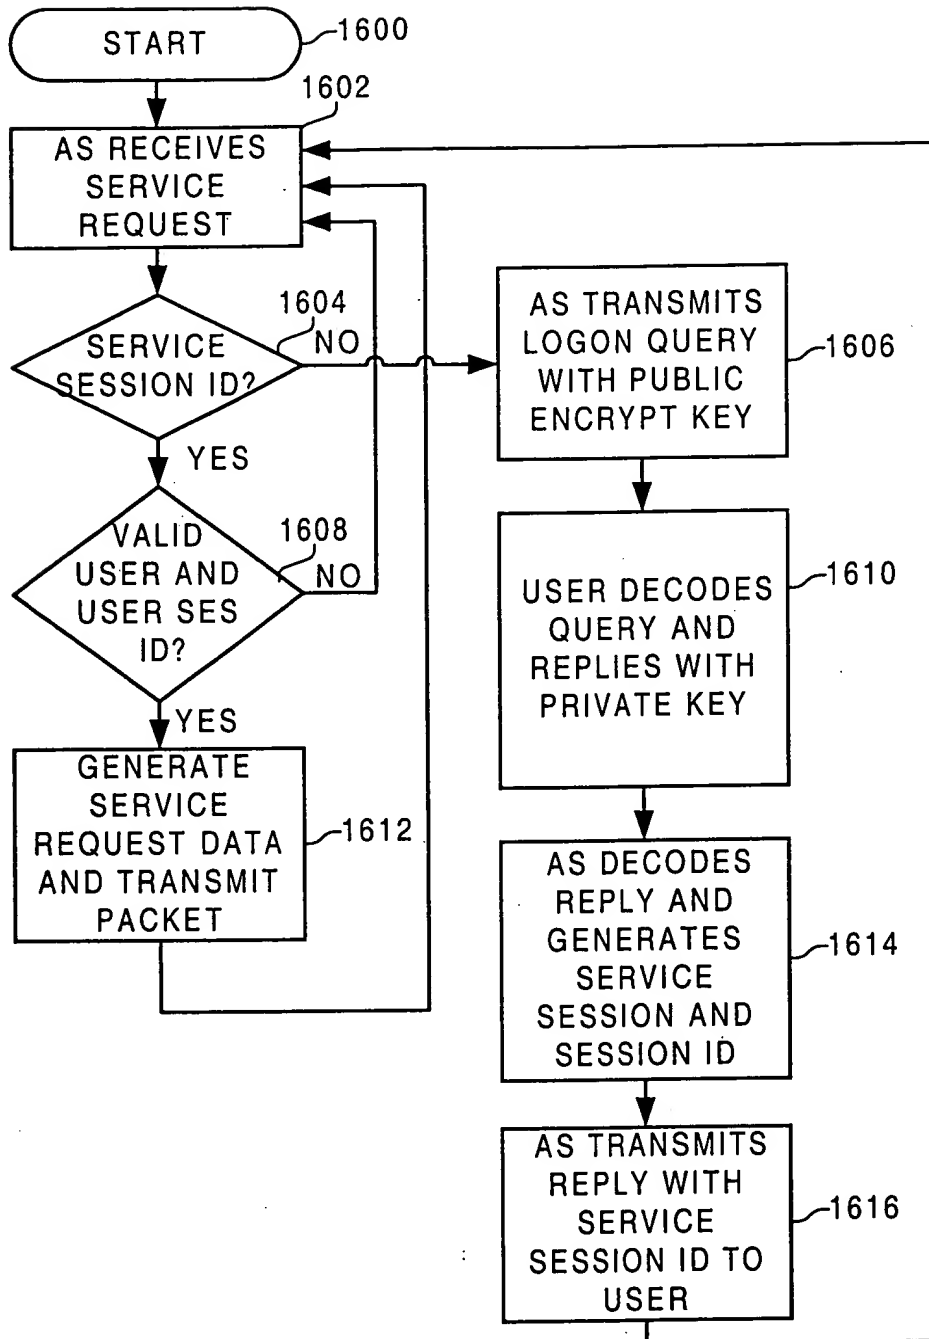 START
1600
1602
AS RECEIVES
SERVICE
REQUEST
1604
SERVICE
SESSION ID?
NO
YES
AS TRANSMITS
LOGON QUERY
WITH PUBLIC
ENCRYPT KEY
1606
VALID
USER AND
USER SES
ID?
1608
NO
YES
USER DECODES
QUERY AND
REPLIES WITH
PRIVATE KEY
1610
GENERATE
SERVICE
REQUEST DATA
AND TRANSMIT
PACKET
1612
AS DECODES
REPLY AND
GENERATES
SERVICE
SESSION AND
SESSION ID
1614
AS TRANSMITS
REPLY WITH
SERVICE
SESSION ID TO
USER
1616